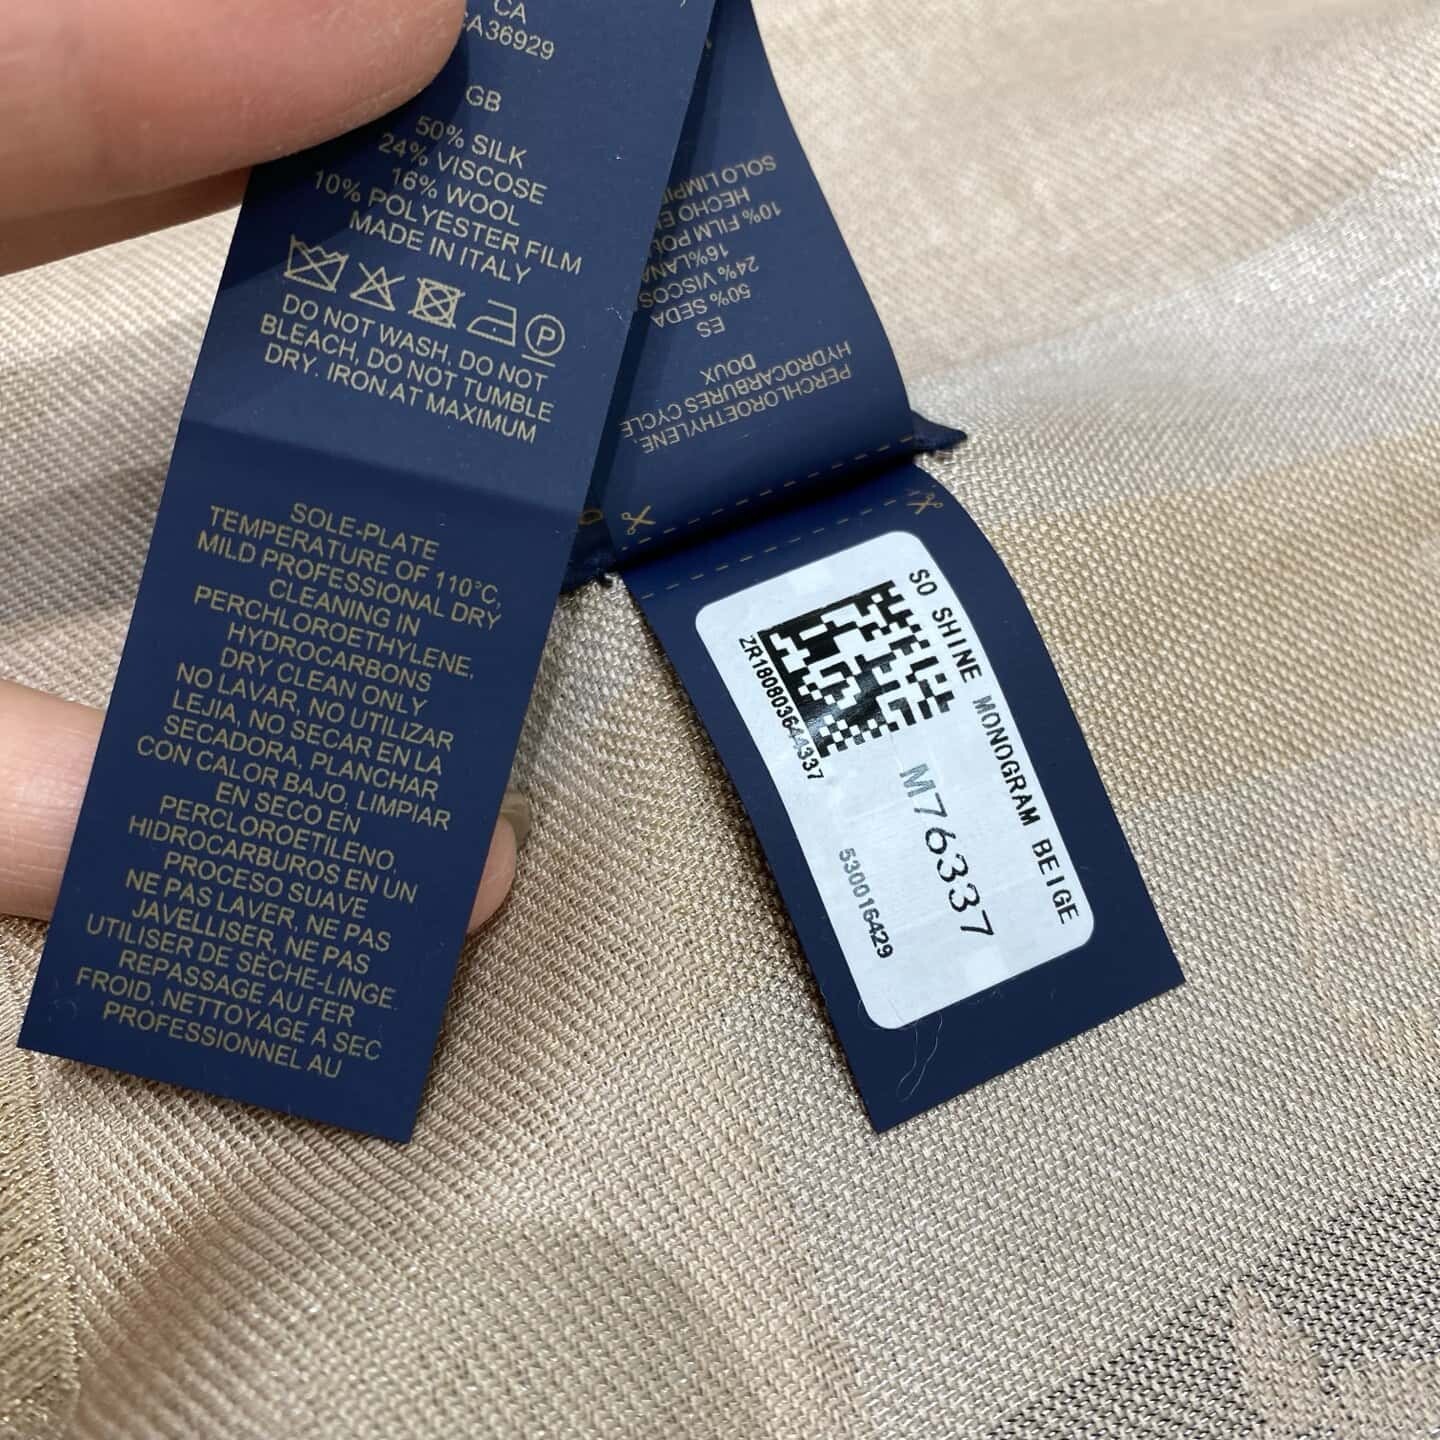 CA
CA36929
GB
50% SILK
24% VISCOSE
16% WOOL
10% POLYESTER FILM
MADE IN ITALY
P
DO NOT WASH, DO NOT
BLEACH, DO NOT TUMBLE
DRY. IRON AT MAXIMUM
SOLE-PLATE
TEMPERATURE OF 110°C,
MILD PROFESSIONAL DRY
CLEANING IN
PERCHLOROETHYLENE,
HYDROCARBONS
DRY CLEAN ONLY
NO LAVAR, NO UTILIZAR
LEJIA, NO SECAR EN LA
SECADORA, PLANCHAR
CON CALOR BAJO, LIMPIAR
EN SECO EN
PERCLOROETILENO,
HIDROCARBUROS EN UN
PROCESO SUAVE
NE PAS LAVER, NE PAS
JAVELLISER, NE PAS
UTILISER DE SÈCHE-LINGE.
REPASSAGE AU FER
FROID. NETTOYAGE À SEC
PROFESSIONNEL AU
PERCHLOROETHYLENE,
HYDROCARBURES CYCLE
DOUX
ES
50% SEDA
24% VISCOS
16%LANA
10% FILM POL
HECHO E
SOLO LIMPI
SO SHINE MONOGRAM BEIGE
ZR180803644337
M76337
530016429